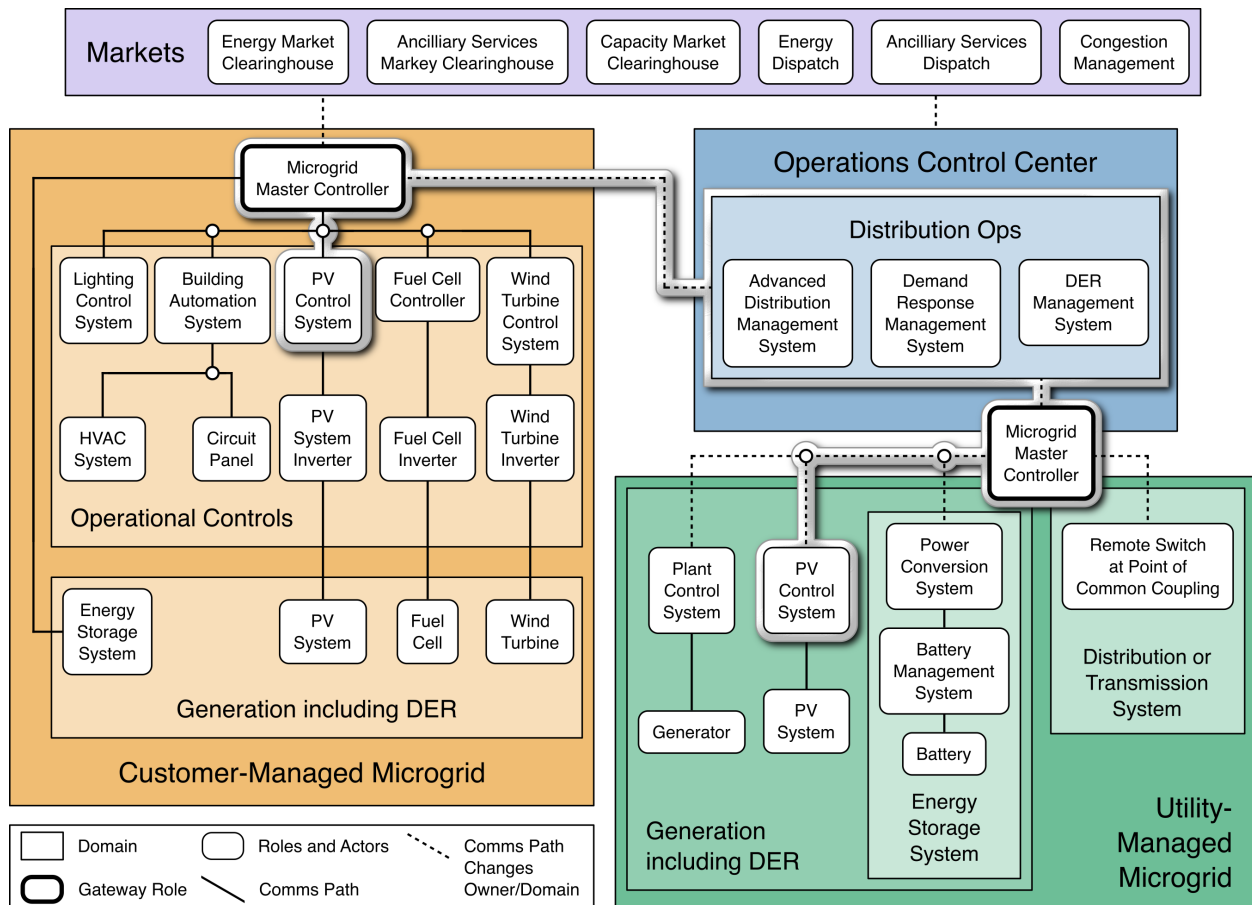 Markets
Energy Market
Clearinghouse
Ancilliary Services
Markey Clearinghouse
Capacity Market
Clearinghouse
Energy
Dispatch
Ancilliary Services
Dispatch
Congestion
Management
Microgrid
Master Controller
Lighting
Control
System
Building
Automation
System
PV
Control
System
Fuel Cell
Controller
Wind
Turbine
Control
System
HVAC
System
Circuit
Panel
PV
System
Inverter
Fuel Cell
Inverter
Wind
Turbine
Inverter
Operational Controls
Energy
Storage
System
PV
System
Fuel
Cell
Wind
Turbine
Generation including DER
Customer-Managed Microgrid
Operations Control Center
Distribution Ops
Advanced
Distribution
Management
System
Demand
Response
Management
System
DER
Management
System
Microgrid
Master
Controller
Plant
Control
System
PV
Control
System
Power
Conversion
System
Remote Switch
at Point of
Common Coupling
Battery
Management
System
Distribution or
Transmission
System
Generator
PV
System
Battery
Energy
Storage
System
Generation
including DER
Utility-
Managed
Microgrid
Domain
Roles and Actors
Comms Path
Changes
Owner/Domain
Gateway Role
Comms Path